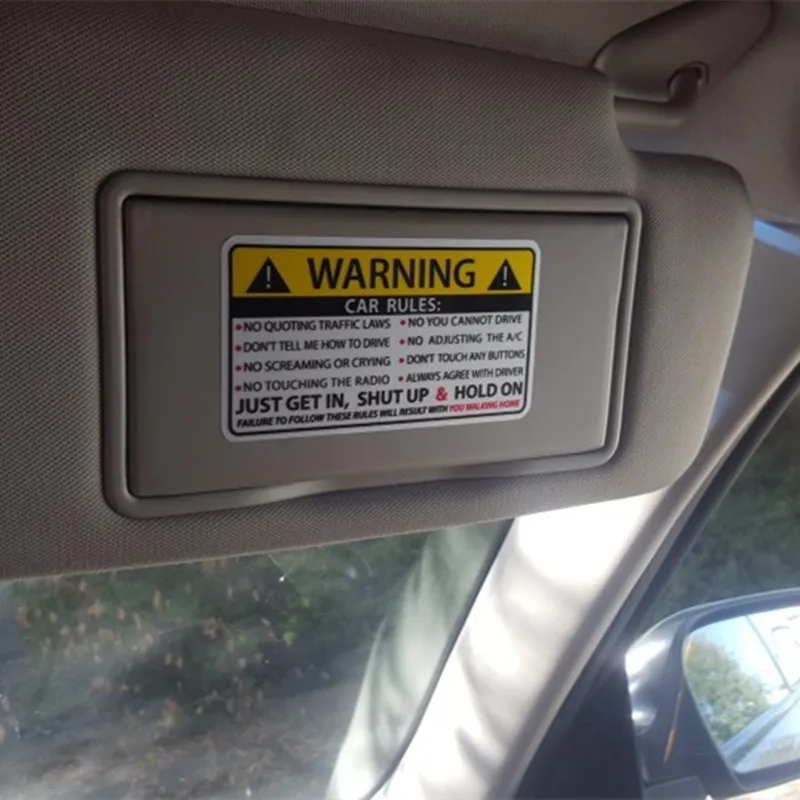 ! WARNING !
CAR RULES:
•NO QUOTING TRAFFIC LAWS •NO YOU CANNOT DRIVE
•DON'T TELL ME HOW TO DRIVE •NO ADJUSTING THE A/C
•NO SCREAMING OR CRYING •DON'T TOUCH ANY BUTTONS
•NO TOUCHING THE RADIO •ALWAYS AGREE WITH DRIVER
JUST GET IN, SHUT UP & HOLD ON
FAILURE TO FOLLOW THESE RULES WILL RESULT WITH YOU WALKING HOME